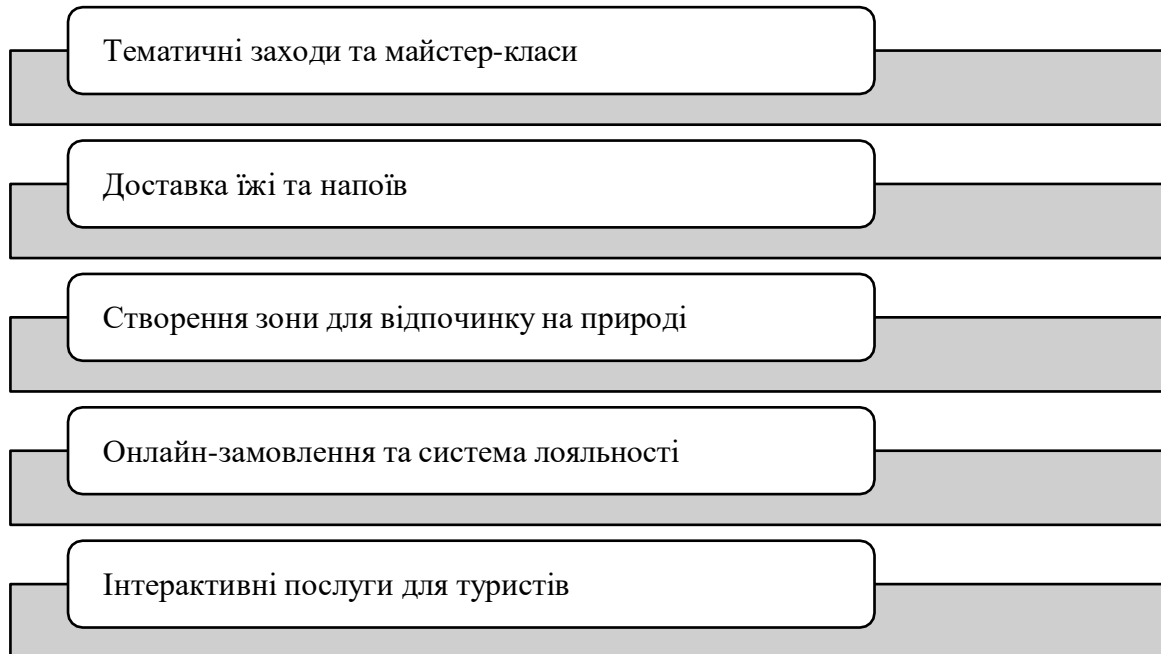 Тематичні заходи та майстер-класи
Доставка їжі та напоїв
Створення зони для відпочинку на природі
Онлайн-замовлення та система лояльності
Інтерактивні послуги для туристів